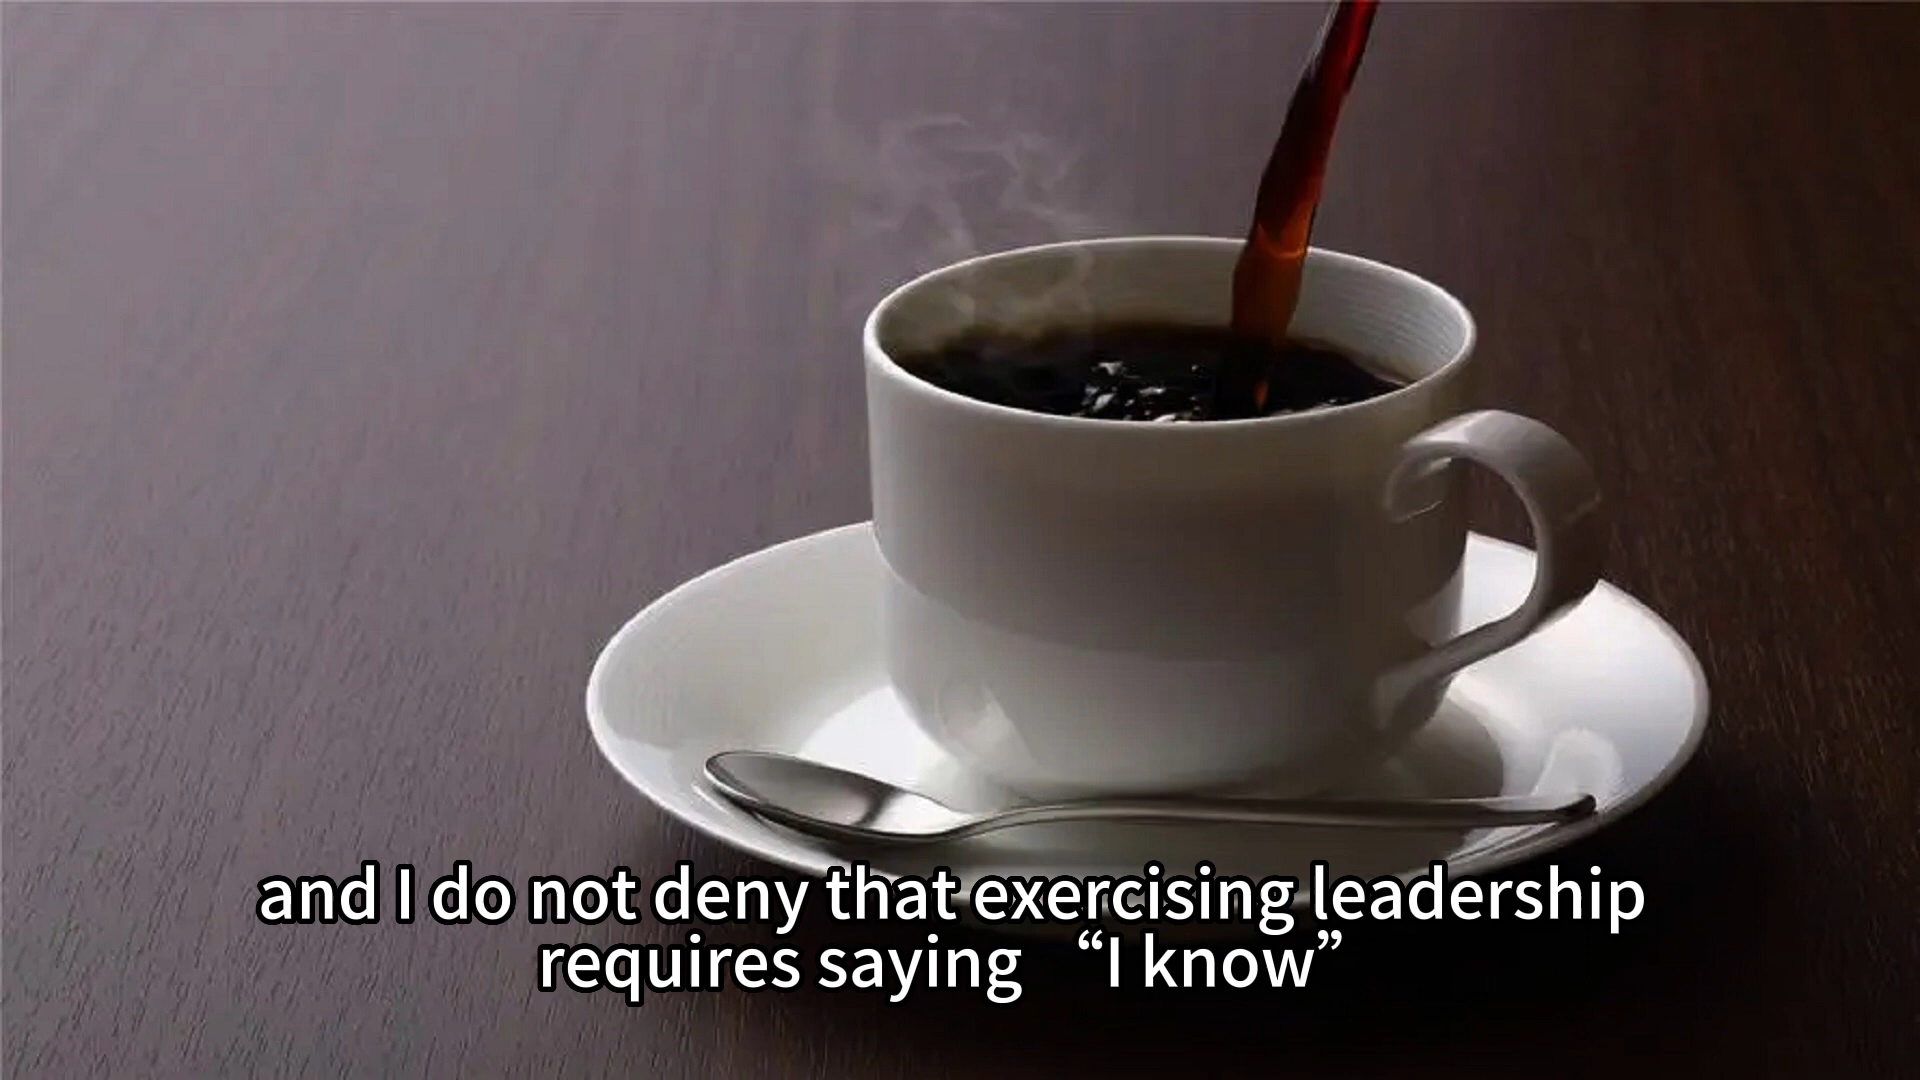 and I do not deny that exercising leadership
requires saying “I know”